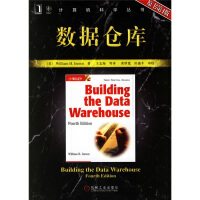 计算机科学丛书
原书第4版
数据仓库
William H. Inmon 著
WILEY
Building
the Data
Warehouse
Fourth Edition
Building the Data Warehouse
Fourth Edition
机械工业出版社